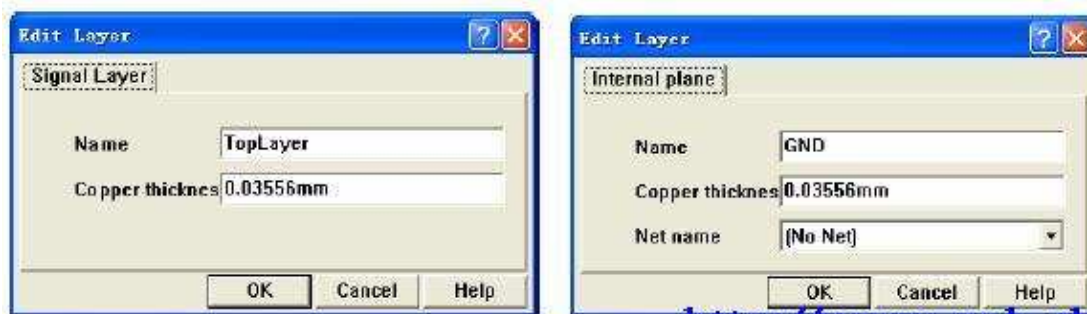 Edit Layer
Signal Layer
Name TopLayer
Copper thicknes 0.03556mm
OK Cancel Help
Edit Layer
Internal plane
Name GND
Copper thicknes 0.03556mm
Net name (No Net)
OK Cancel Help